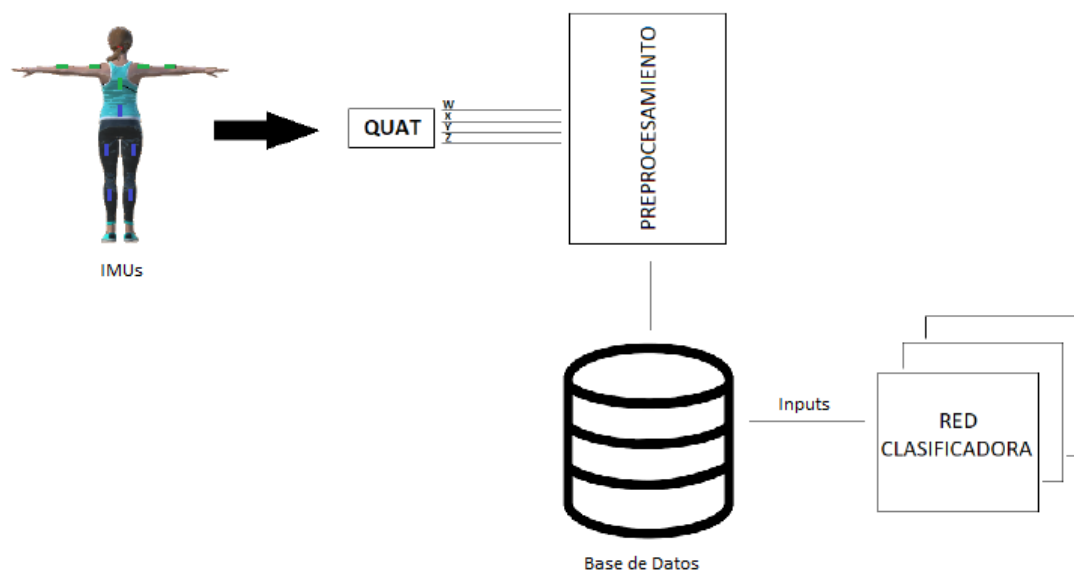 IMUs
QUAT
W
X
Y
Z
PREPROCESAMIENTO
Base de Datos
Inputs
RED
CLASIFICADORA